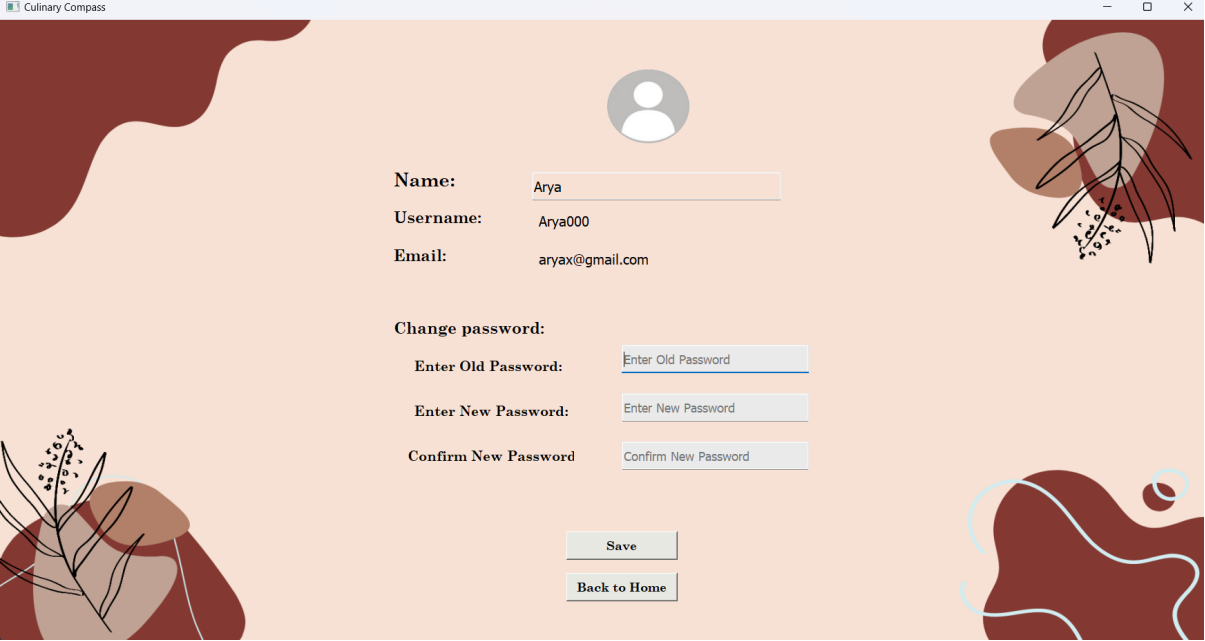 Culinary Compass
Name: Arya
Username: Arya000
Email: aryax@gmail.com
Change password:
Enter Old Password: Enter Old Password
Enter New Password: Enter New Password
Confirm New Password Confirm New Password
Save
Back to Home